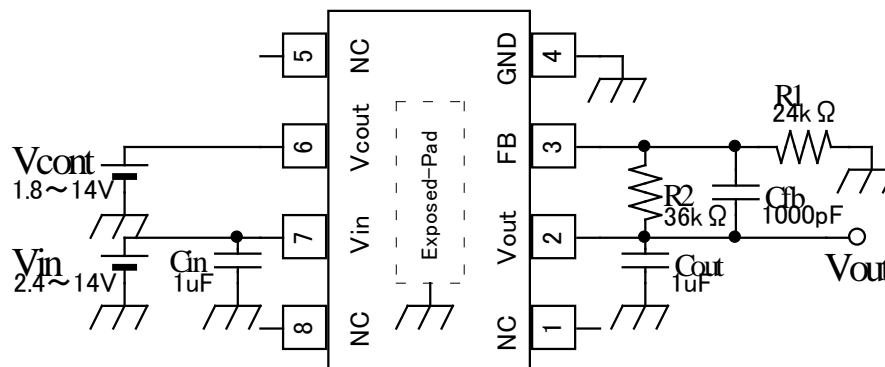 5
NC
GND
4
R1
24kΩ
6
Vcout
FB
3
Vcont
1.8～14V
Exposed-Pad
R2
36kΩ
Cfb
1000pF
7
Vin
Vout
2
Vin
2.4～14V
Cin
1uF
Cout
1uF
Vout
8
NC
NC
1